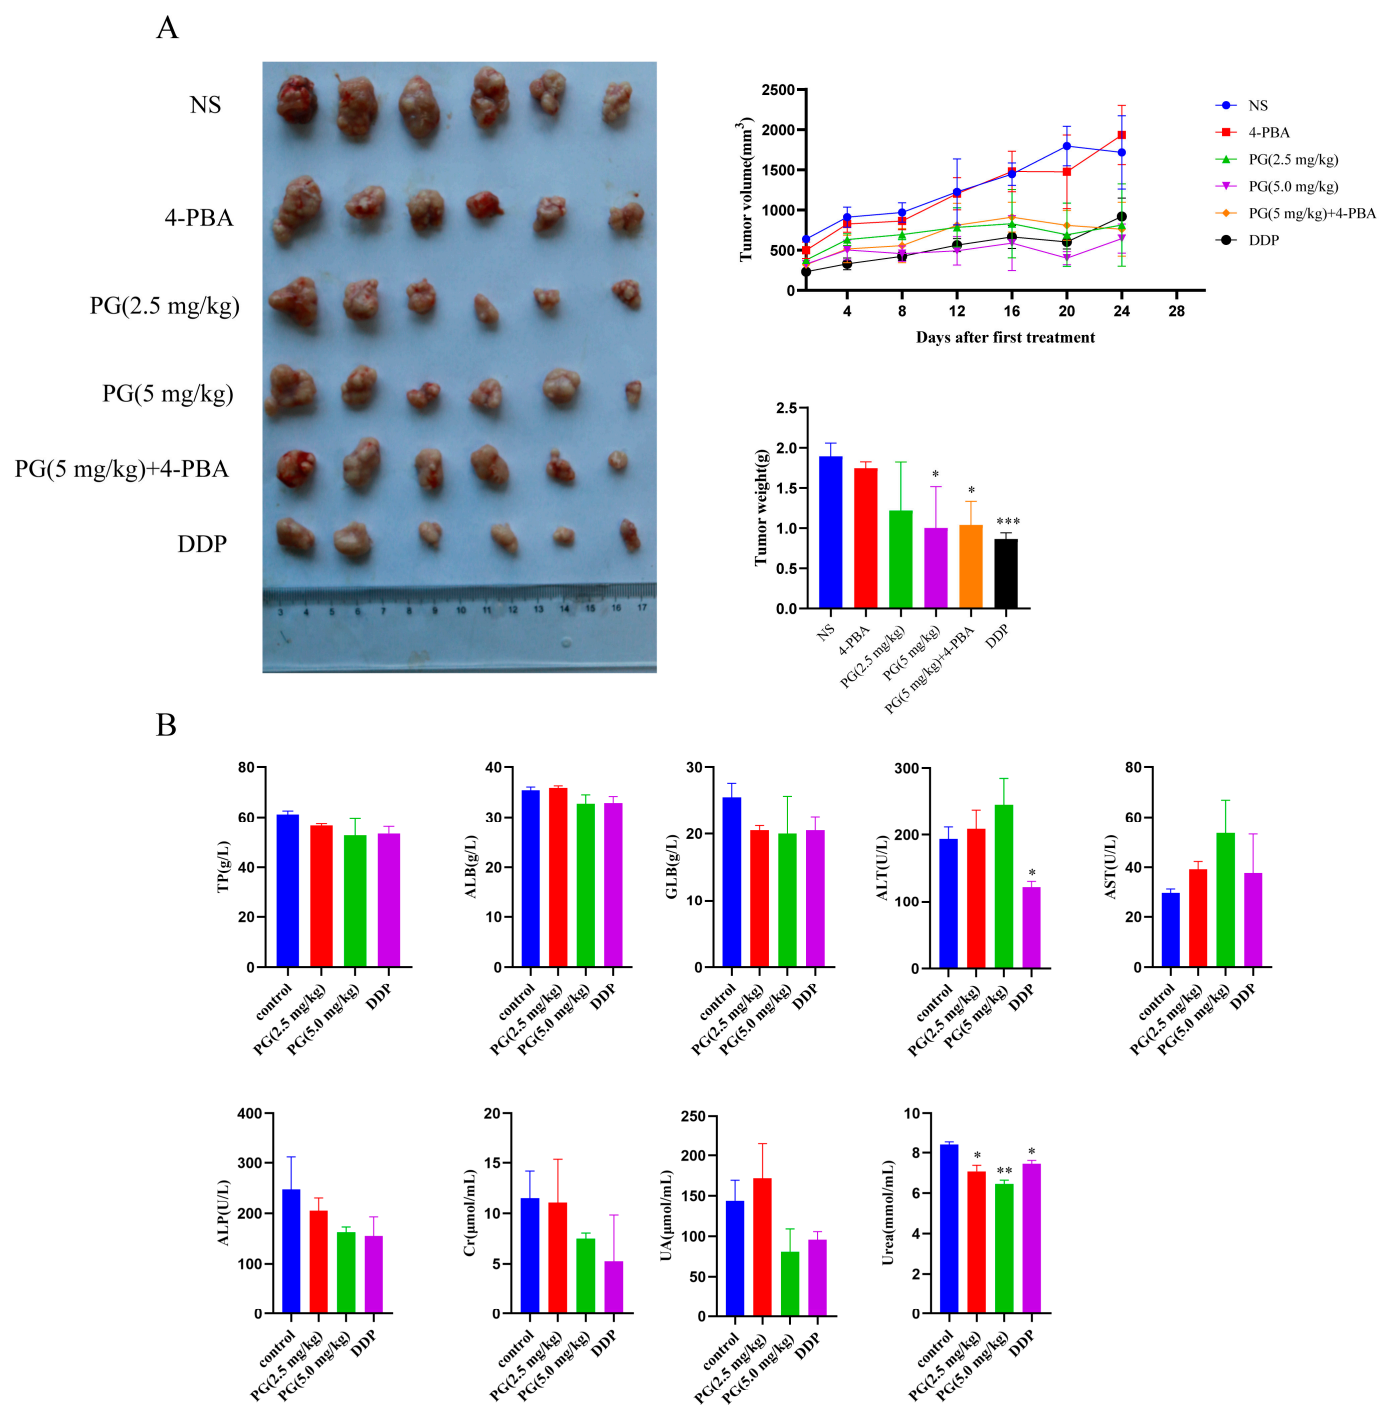 A
NS
4-PBA
PG(2.5 mg/kg)
PG(5 mg/kg)
PG(5 mg/kg)+4-PBA
DDP
3 4 5 6 7 8 9 10 11 12 13 14 15 16 17
Tumor volume(mm3)
2500
2000
1500
1000
500
0
4 8 12 16 20 24 28
Days after first treatment
NS
4-PBA
PG(2.5 mg/kg)
PG(5.0 mg/kg)
PG(5 mg/kg)+4-PBA
DDP
Tumor weight(g)
2.5
2.0
1.5
1.0
0.5
0.0
* * ***
NS
4-PBA
PG(2.5 mg/kg)
PG(5 mg/kg)
PG(5 mg/kg)+4-PBA
DDP
B
TP(g/L)
80
60
40
20
0
control
PG(2.5 mg/kg)
PG(5.0 mg/kg)
DDP
ALB(g/L)
40
30
20
10
0
control
PG(2.5 mg/kg)
PG(5.0 mg/kg)
DDP
GLB(g/L)
30
20
10
0
control
PG(2.5 mg/kg)
PG(5.0 mg/kg)
DDP
ALT(U/L)
300
200
100
0
*
control
PG(2.5 mg/kg)
PG(5 mg/kg)
DDP
AST(U/L)
80
60
40
20
0
control
PG(2.5 mg/kg)
PG(5.0 mg/kg)
DDP
ALP(U/L)
400
300
200
100
0
control
PG(2.5 mg/kg)
PG(5.0 mg/kg)
DDP
Cr(μmol/mL)
20
15
10
5
0
control
PG(2.5 mg/kg)
PG(5.0 mg/kg)
DDP
UA(μmol/mL)
250
200
150
100
50
0
control
PG(2.5 mg/kg)
PG(5.0 mg/kg)
DDP
Urea(mmol/mL)
10
8
6
4
2
0
* ** *
control
PG(2.5 mg/kg)
PG(5.0 mg/kg)
DDP